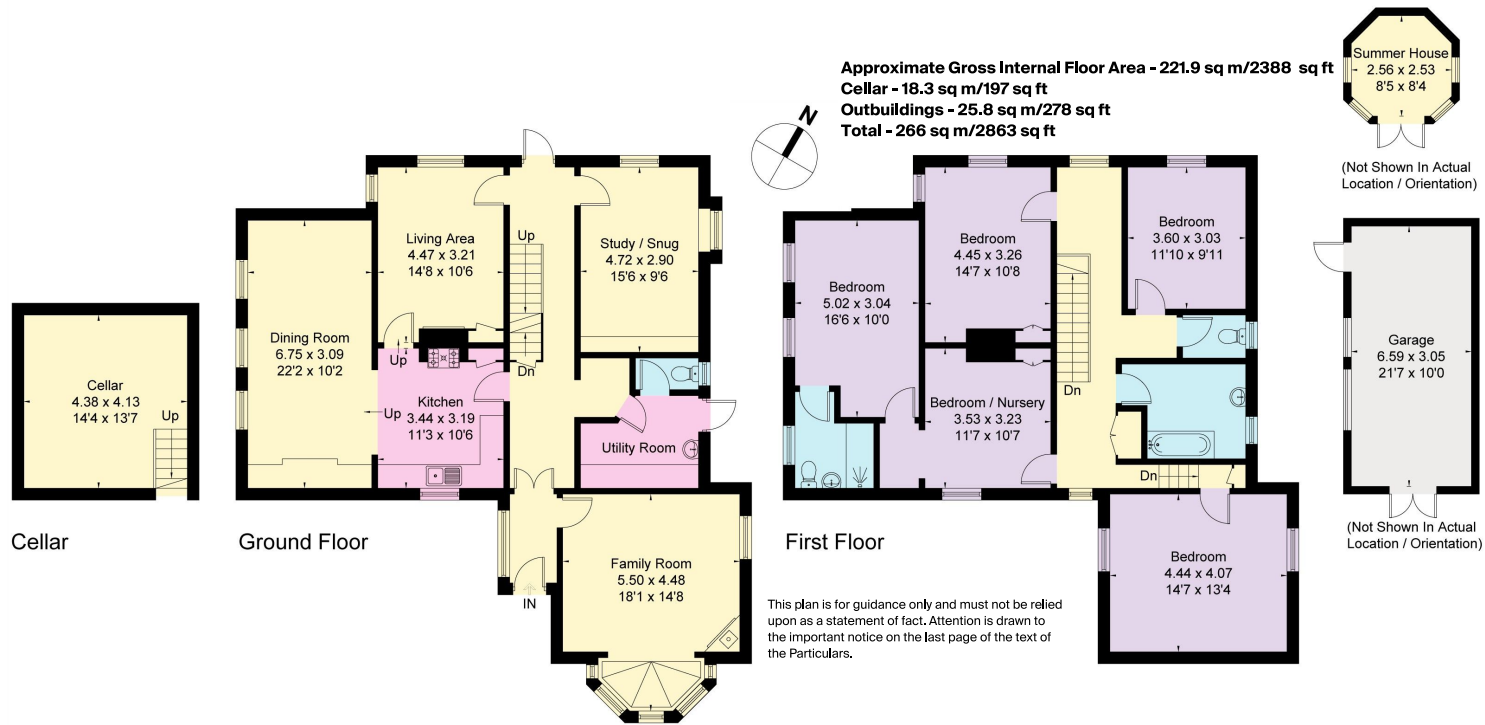 Approximate Gross Internal Floor Area - 221.9 sq m/2388 sq ft
Cellar - 18.3 sq m/197 sq ft
Outbuildings - 25.8 sq m/278 sq ft
Total - 266 sq m/2863 sq ft
N
Summer House
2.56 x 2.53
8'5 x 8'4
(Not Shown In Actual
Location / Orientation)
Cellar
4.38 x 4.13
14'4 x 13'7
Up
Cellar
Dining Room
6.75 x 3.09
22'2 x 10'2
Living Area
4.47 x 3.21
14'8 x 10'6
Up
Up
Up
Dn
Study / Snug
4.72 x 2.90
15'6 x 9'6
Kitchen
3.44 x 3.19
11'3 x 10'6
Utility Room
Family Room
5.50 x 4.48
18'1 x 14'8
IN
Ground Floor
Bedroom
5.02 x 3.04
16'6 x 10'0
Bedroom
4.45 x 3.26
14'7 x 10'8
Bedroom
3.60 x 3.03
11'10 x 9'11
Bedroom / Nursery
3.53 x 3.23
11'7 x 10'7
Dn
Dn
Bedroom
4.44 x 4.07
14'7 x 13'4
First Floor
Garage
6.59 x 3.05
21'7 x 10'0
(Not Shown In Actual
Location / Orientation)
This plan is for guidance only and must not be relied
upon as a statement of fact. Attention is drawn to
the important notice on the last page of the text of
the Particulars.